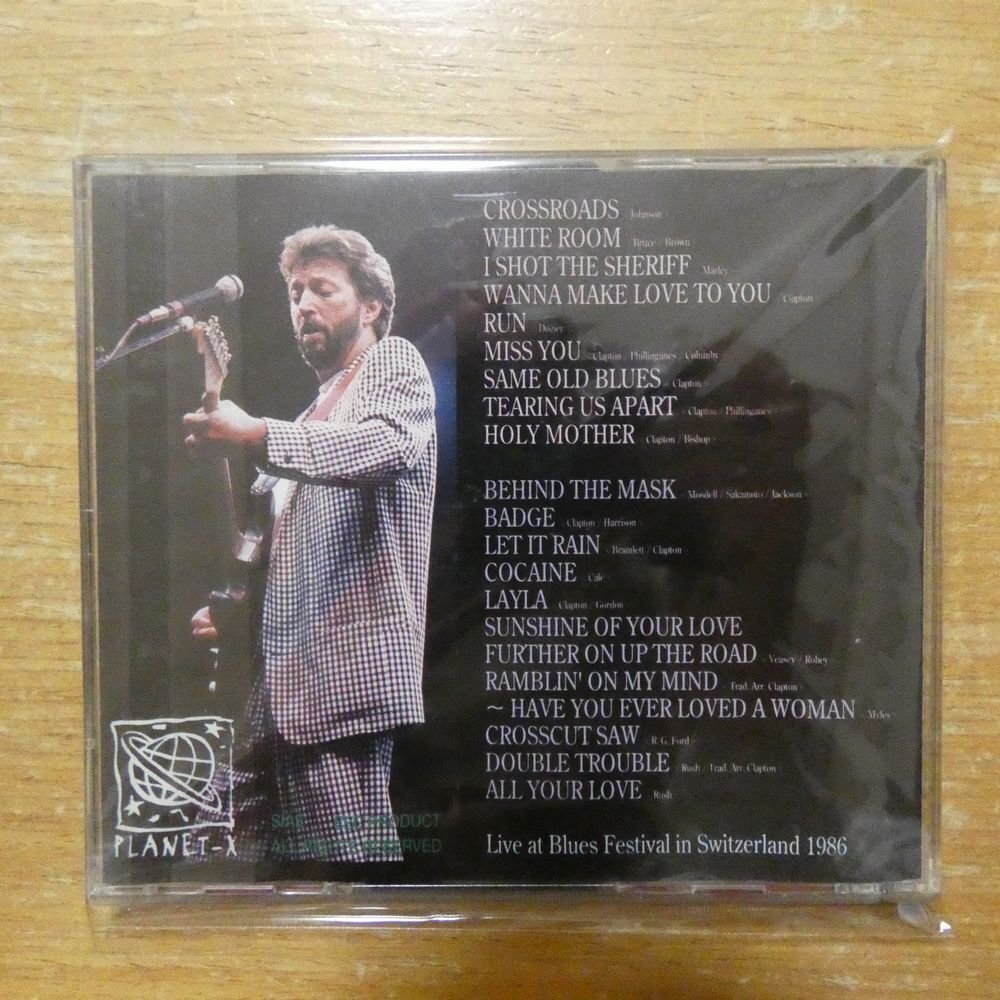 CROSSROADS - Johnson -
WHITE ROOM - Bruce / Brown
I SHOT THE SHERIFF - Marley
WANNA MAKE LOVE TO YOU - Clapton
RUN - Dozier
MISS YOU - Clapton / Phillinganes / Columby
SAME OLD BLUES - Clapton -
TEARING US APART - Clapton / Phillinganes
HOLY MOTHER - Clapton / Bishop -
BEHIND THE MASK - Mosdell / Sakamoto / Jackson -
BADGE - Clapton / Harrison
LET IT RAIN - Bramlett / Clapton -
COCAINE - Cale -
LAYLA - Clapton / Gordon
SUNSHINE OF YOUR LOVE
FURTHER ON UP THE ROAD - Veasey / Robey
RAMBLIN' ON MY MIND - Trad. Arr. Clapton -
~ HAVE YOU EVER LOVED A WOMAN - Myles -
CROSSCUT SAW - R. G. Ford -
DOUBLE TROUBLE - Rush / Trad. Arr. Clapton -
ALL YOUR LOVE - Rush
PLANET-X
PRODUCT
ALL RIGHTS RESERVED
Live at Blues Festival in Switzerland 1986